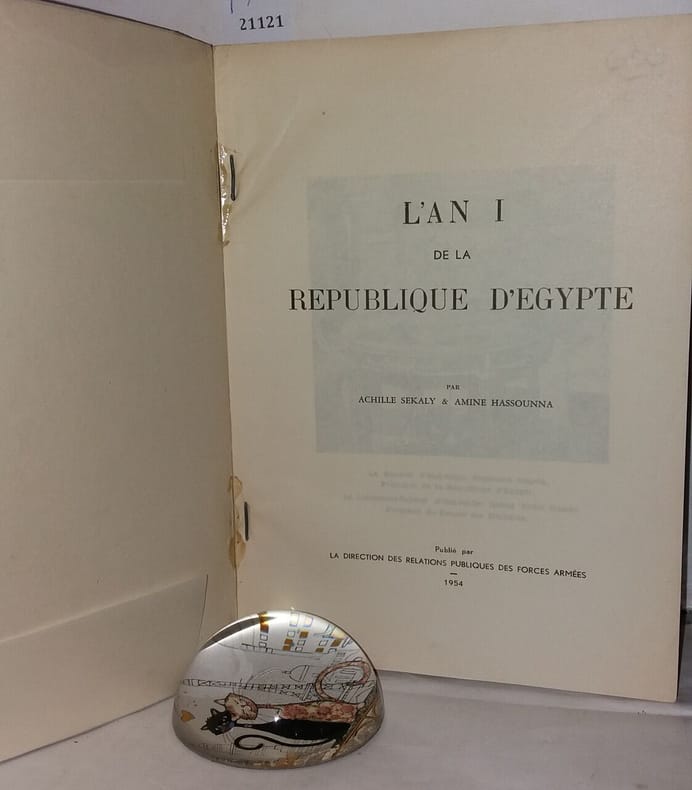 21121
L'AN I
DE LA
REPUBLIQUE D'EGYPTE
PAR
ACHILLE SEKALY & AMINE HASSOUNNA
Publié par
LA DIRECTION DES RELATIONS PUBLIQUES DES FORCES ARMÉES
1954